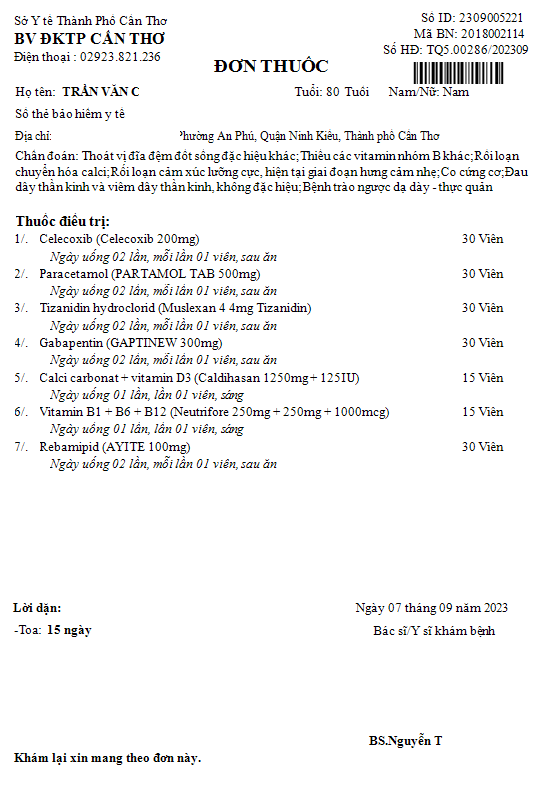 Sở Y tế Thành Phố Cần Thơ
Số ID: 2309005221
BV ĐKTP CẦN THƠ
Mã BN: 2018002114
Điện thoại : 02923.821.236
Số HĐ: TQ5.00286/202309
ĐƠN THUỐC
Họ tên: TRẦN VĂN C Tuổi: 80 Tuổi Nam/Nữ: Nam
Số thẻ bảo hiểm y tế
Địa chỉ: Phường An Phú, Quận Ninh Kiều, Thành phố Cần Thơ
Chẩn đoán: Thoát vị đĩa đệm đốt sống đặc hiệu khác;Thiếu các vitamin nhóm B khác;Rối loạn
chuyển hóa calci;Rối loạn cảm xúc lưỡng cực, hiện tại giai đoạn hưng cảm nhẹ;Co cứng cơ;Đau
dây thần kinh và viêm dây thần kinh, không đặc hiệu;Bệnh trào ngược dạ dày - thực quản
Thuốc điều trị:
1/. Celecoxib (Celecoxib 200mg) 30 Viên
Ngày uống 02 lần, mỗi lần 01 viên, sau ăn
2/. Paracetamol (PARTAMOL TAB 500mg) 30 Viên
Ngày uống 02 lần, mỗi lần 01 viên, sau ăn
3/. Tizanidin hydroclorid (Muslexan 4 4mg Tizanidin) 30 Viên
Ngày uống 02 lần, mỗi lần 01 viên, sau ăn
4/. Gabapentin (GAPTINEW 300mg) 30 Viên
Ngày uống 02 lần, mỗi lần 01 viên, sau ăn
5/. Calci carbonat + vitamin D3 (Caldihasan 1250mg + 125IU) 15 Viên
Ngày uống 01 lần, lần 01 viên, sáng
6/. Vitamin B1 + B6 + B12 (Neutrifore 250mg + 250mg + 1000mcg) 15 Viên
Ngày uống 01 lần, lần 01 viên, sáng
7/. Rebamipid (AYITE 100mg) 30 Viên
Ngày uống 02 lần, mỗi lần 01 viên, sau ăn
Lời dặn:
Ngày 07 tháng 09 năm 2023
-Toa: 15 ngày
Bác sĩ/Y sĩ khám bệnh
BS.Nguyễn T
Khám lại xin mang theo đơn này.